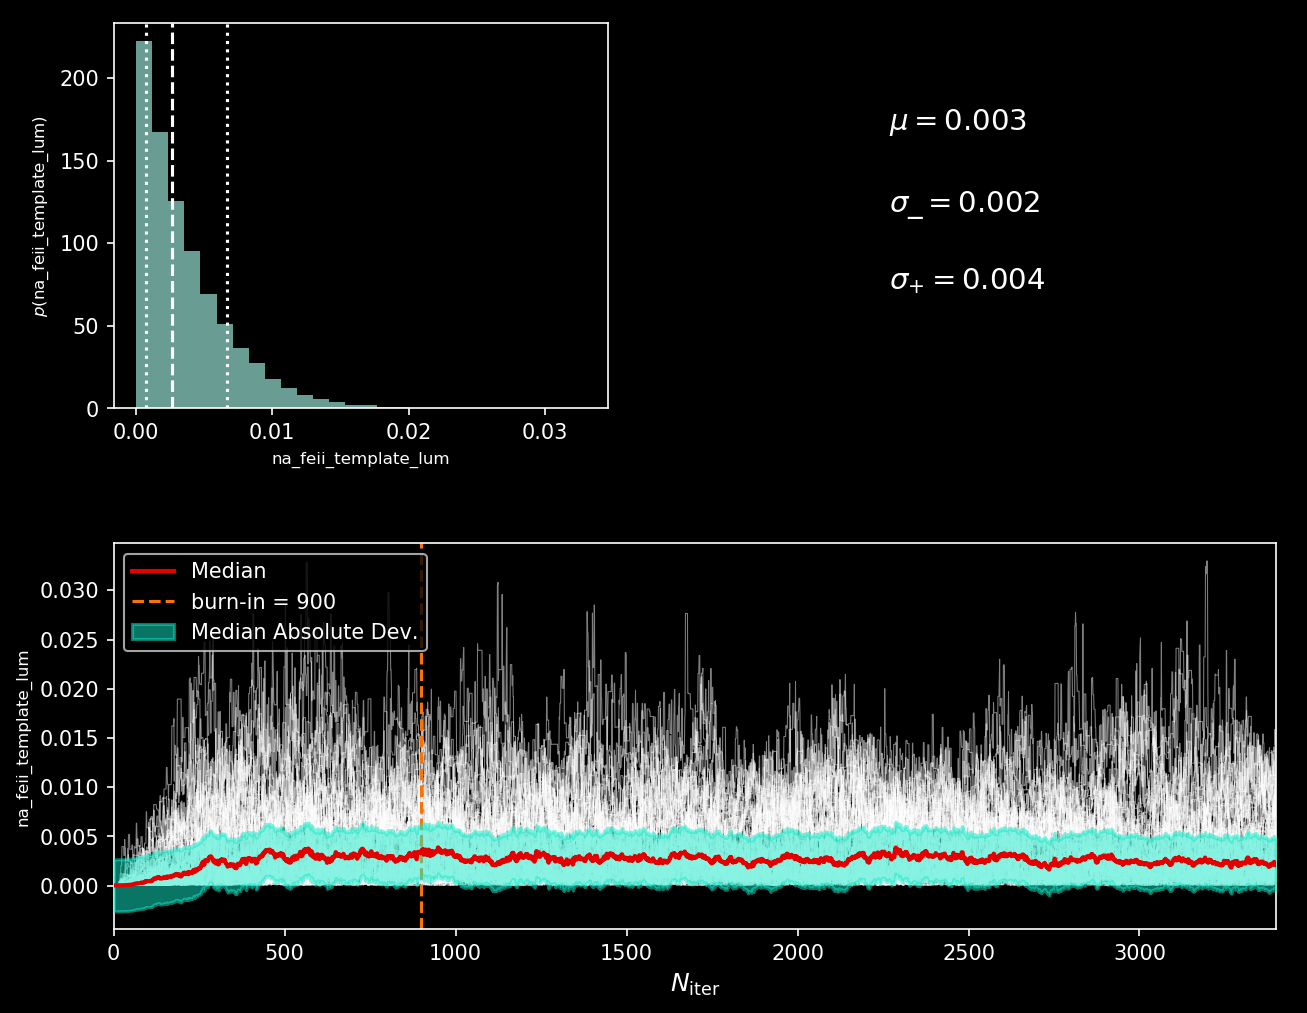 200
150
100
50
0
p(na_feii_template_lum)
0.00 0.01 0.02 0.03
na_feii_template_lum
μ = 0.003
σ₋ = 0.002
σ₊ = 0.004
Median
burn-in = 900
Median Absolute Dev.
0.030
0.025
0.020
0.015
0.010
0.005
0.000
na_feii_template_lum
0 500 1000 1500 2000 2500 3000
N_iter